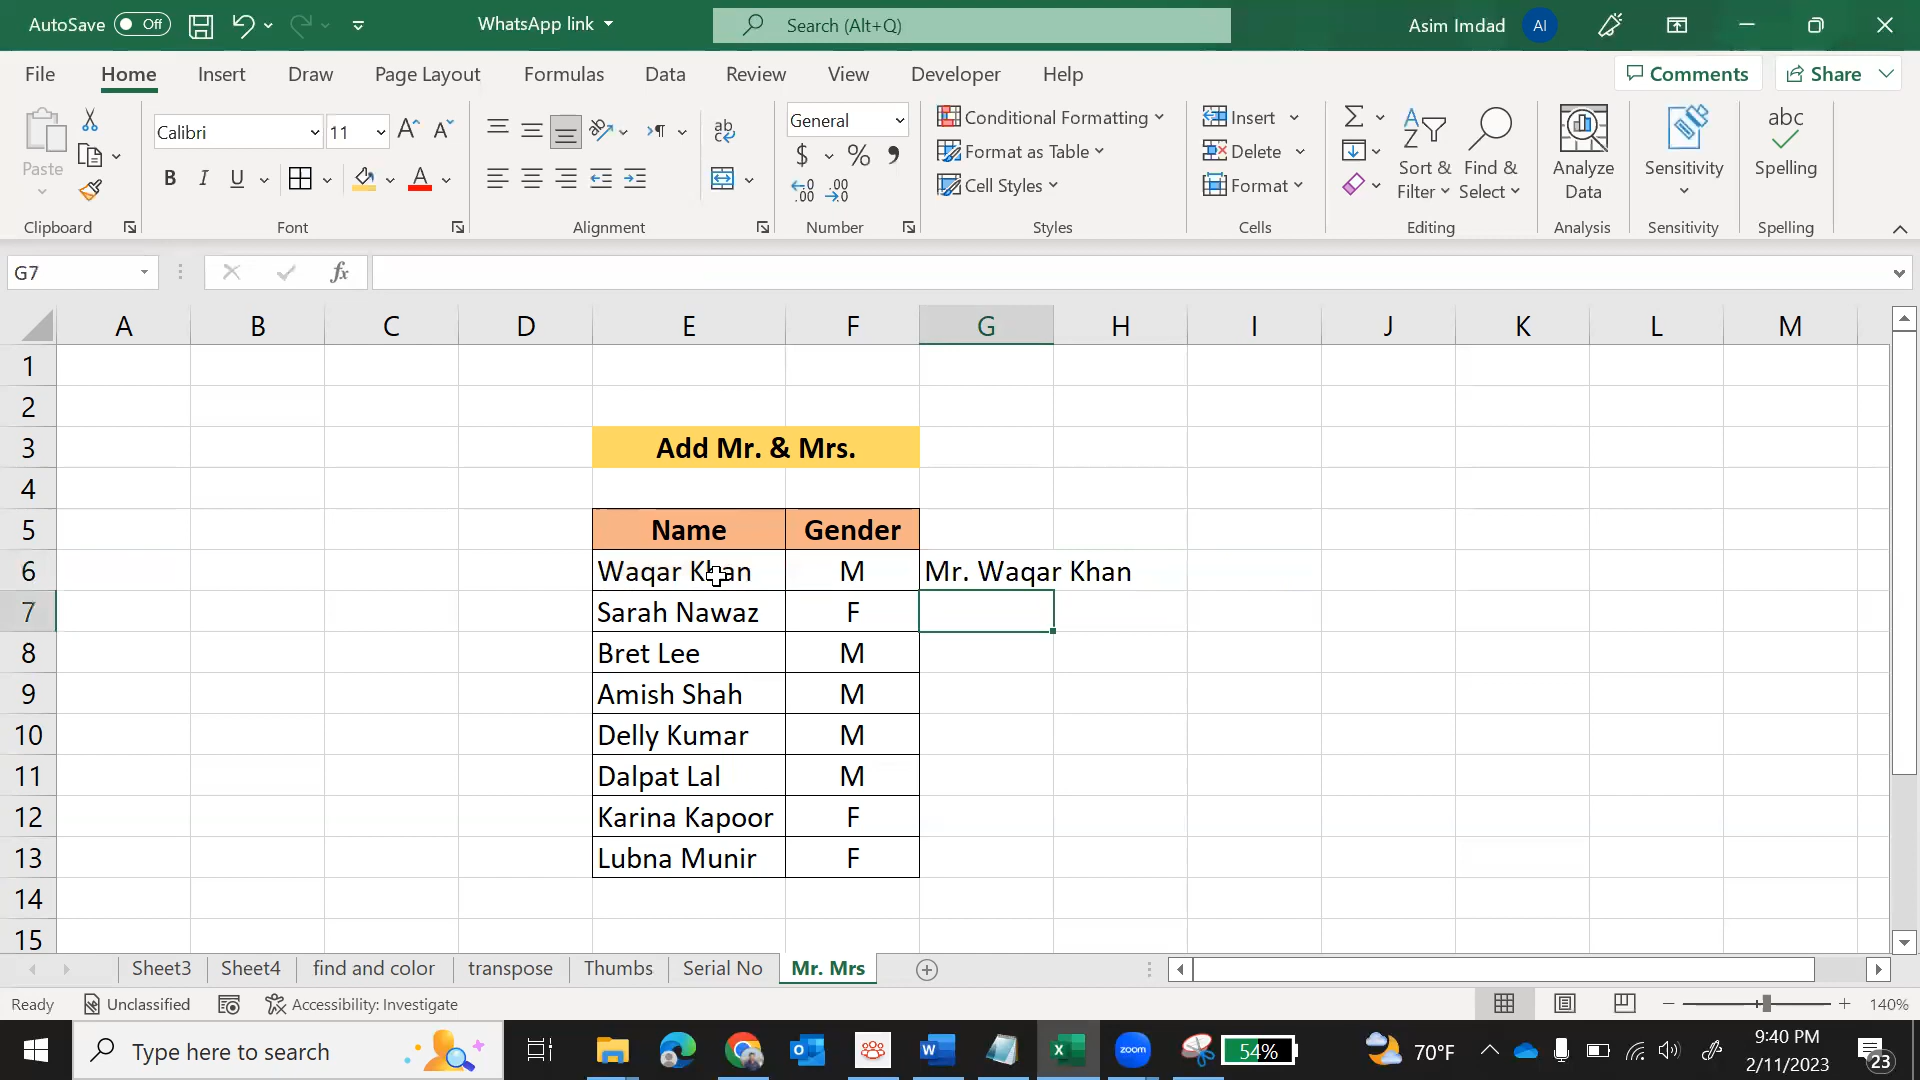 AutoSave Off WhatsApp link Search (Alt+Q) Asim Imdad AI
File Home Insert Draw Page Layout Formulas Data Review View Developer Help Comments Share
Paste
Clipboard
Calibri 11
B I U A
Font
ab
c
Alignment
General
$ % 9
Number
Conditional Formatting
Format as Table
Cell Styles
Styles
Insert
Delete
Format
Cells
Sort & Filter
Find & Select
Editing
Analyze Data
Analysis
Sensitivity
Sensitivity
abc
Spelling
Spelling
G7 fx
A B C D E F G H I J K L M
1
2
3 Add Mr. & Mrs.
4
5 Name Gender
6 Waqar Khan M Mr. Waqar Khan
7 Sarah Nawaz F
8 Bret Lee M
9 Amish Shah M
10 Delly Kumar M
11 Dalpat Lal M
12 Karina Kapoor F
13 Lubna Munir F
14
15
Sheet3 Sheet4 find and color transpose Thumbs Serial No Mr. Mrs
Ready Unclassified Accessibility: Investigate 140%
Type here to search zoom 54% 70°F 9:40 PM
2/11/2023 23